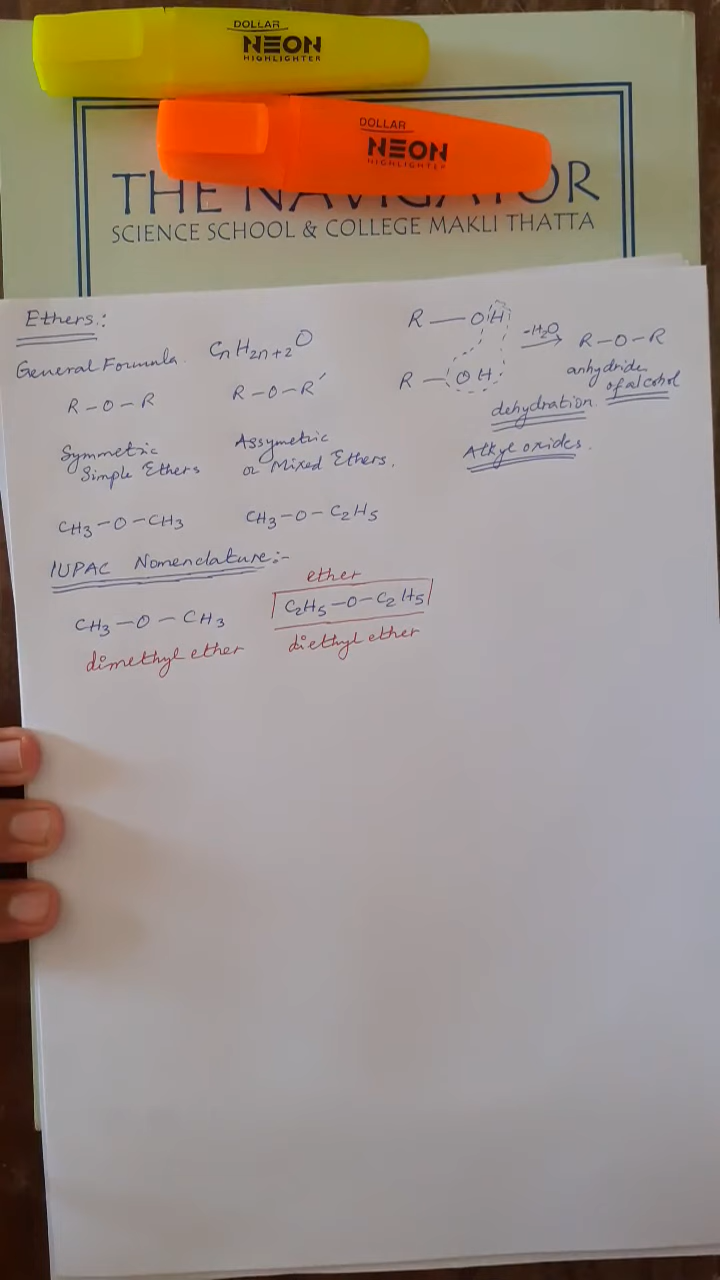 DOLLAR
NEON
HIGHLIGHTER
DOLLAR
NEON
HIGHLIGHTER
THE NAVIGATOR
SCIENCE SCHOOL & COLLEGE MAKLI THATTA
Ethers:
General Formula. CnH2n+2O
R-O-R R-O-R′
Symmetric
Simple Ethers
Assymetric
or Mixed Ethers.
CH3-O-CH3 CH3-O-C2H5
R—OH
R—OH
-H2O
R-O-R
anhydride
of alcohol
dehydration.
Alkyl oxides.
IUPAC Nomenclature:-
ether
CH3-O-CH3 C2H5-O-C2H5
dimethyl ether diethyl ether